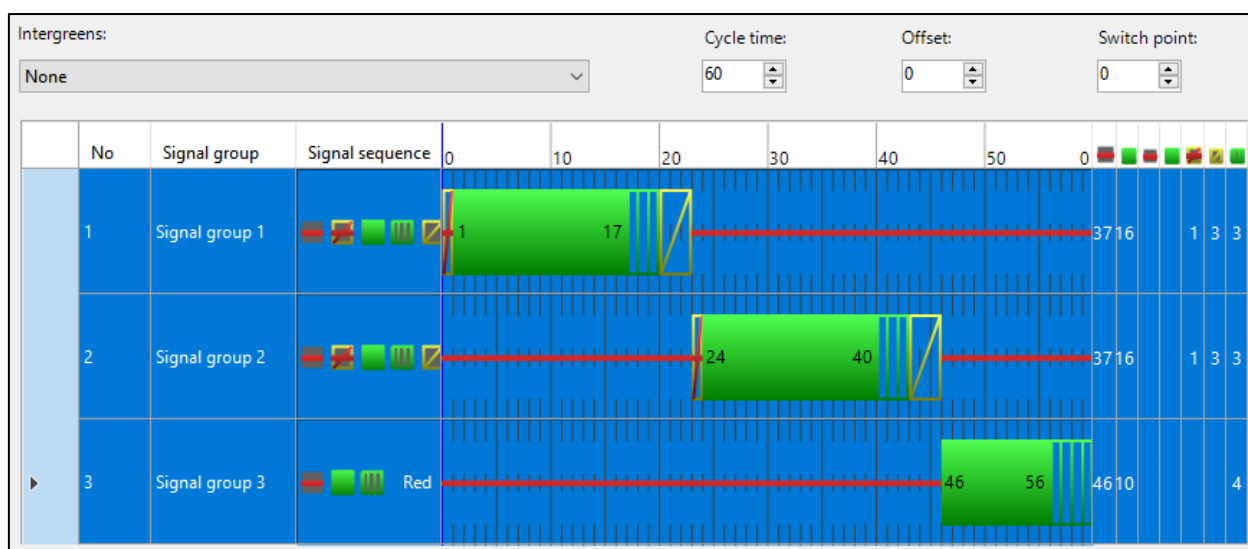 Intergreens: Cycle time: Offset: Switch point:
None 60 0 0
No Signal group Signal sequence 0 10 20 30 40 50 0
1 Signal group 1 1 17 37 16 1 3 3
2 Signal group 2 24 40 37 16 1 3 3
3 Signal group 3 Red 46 56 46 10 4